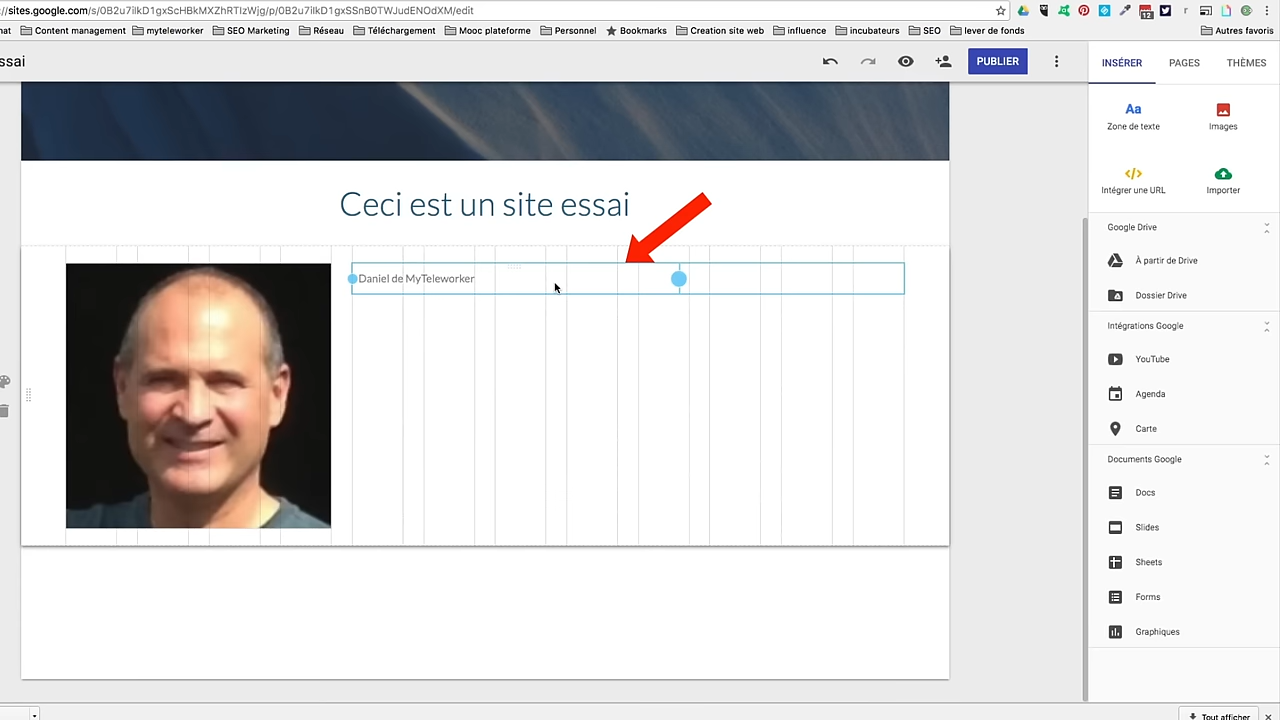 /sites.google.com/s/0B2u7ilkD1gxScHBkMXZhRTIzWjg/p/0B2u7ilkD1gxSSnB0TWJudENOdXM/edit
nat Content management myteleworker SEO Marketing Réseau Téléchargement Mooc plateforme Personnel Bookmarks Creation site web influence incubateurs SEO lever de fonds Autres favoris
ssai
PUBLIER
INSÉRER PAGES THÈMES
Aa
Zone de texte Images
Intégrer une URL Importer
Ceci est un site essai
Daniel de MyTeleworker
Google Drive
À partir de Drive
Dossier Drive
Intégrations Google
YouTube
Agenda
Carte
Documents Google
Docs
Slides
Sheets
Forms
Graphiques
Tout afficher